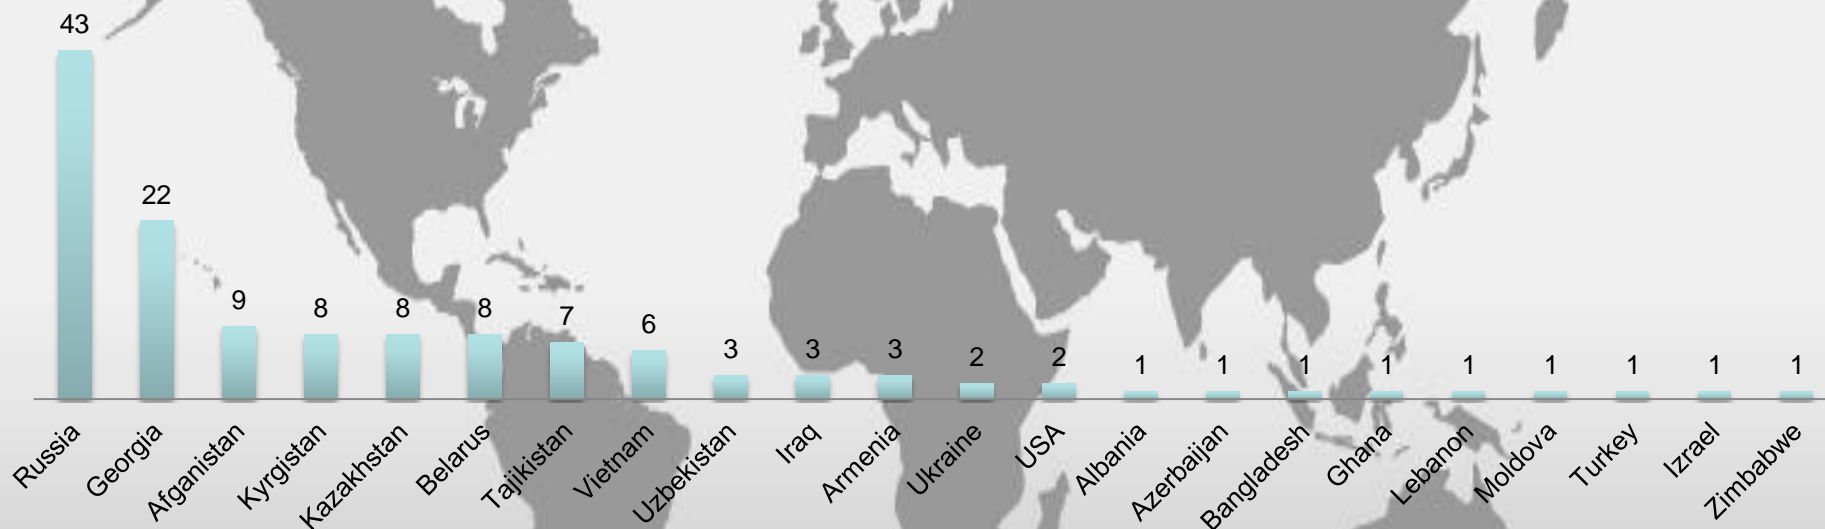 43
22
9
8
8
8
7
6
3
3
3
2
2
1
1
1
1
1
1
1
1
1
Russia
Georgia
Afganistan
Kyrgistan
Kazakhstan
Belarus
Tajikistan
Vietnam
Uzbekistan
Iraq
Armenia
Ukraine
USA
Albania
Azerbaijan
Bangladesh
Ghana
Lebanon
Moldova
Turkey
Izrael
Zimbabwe